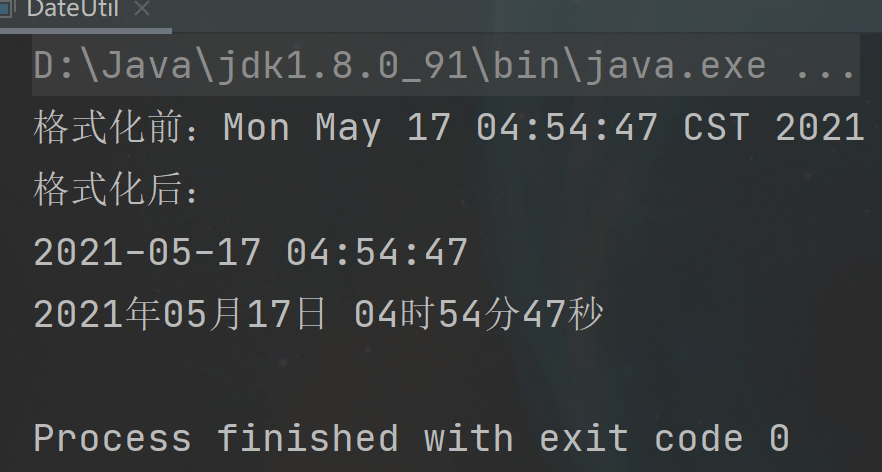 DateUtil
D:\Java\jdk1.8.0_91\bin\java.exe ...
格式化前：Mon May 17 04:54:47 CST 2021
格式化后：
2021-05-17 04:54:47
2021年05月17日 04时54分47秒
Process finished with exit code 0